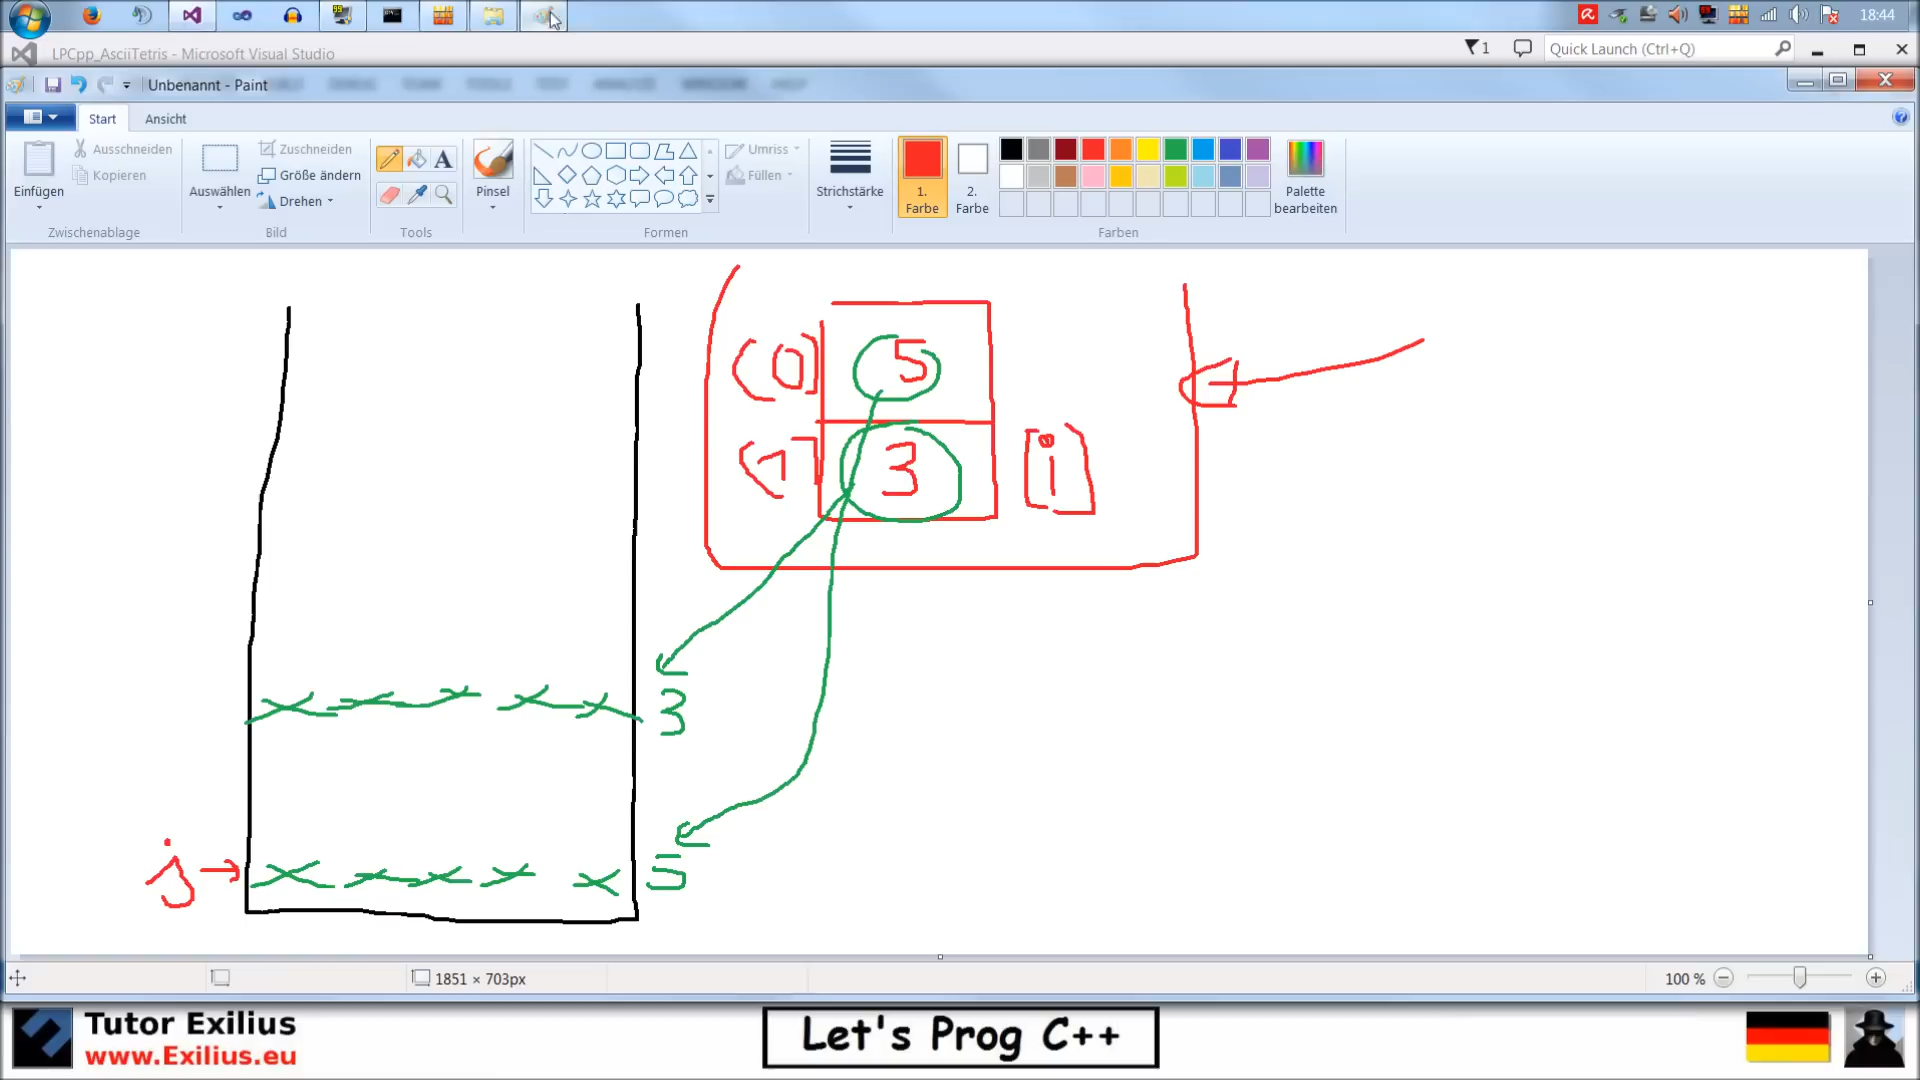 18:44
LPCpp_AsciiTetris - Microsoft Visual Studio
1
Quick Launch (Ctrl+Q)
Unbenannt - Paint
Start
Ansicht
Einfügen
Ausschneiden
Kopieren
Zwischenablage
Auswählen
Zuschneiden
Größe ändern
Drehen
Bild
A
Tools
Pinsel
Umriss
Füllen
Formen
Strichstärke
1.
Farbe
2.
Farbe
Palette
bearbeiten
Farben
[0] 5
[1] 3 [i]
3
j 5
1851 × 703px
100 %
Tutor Exilius
www.Exilius.eu
Let's Prog C++